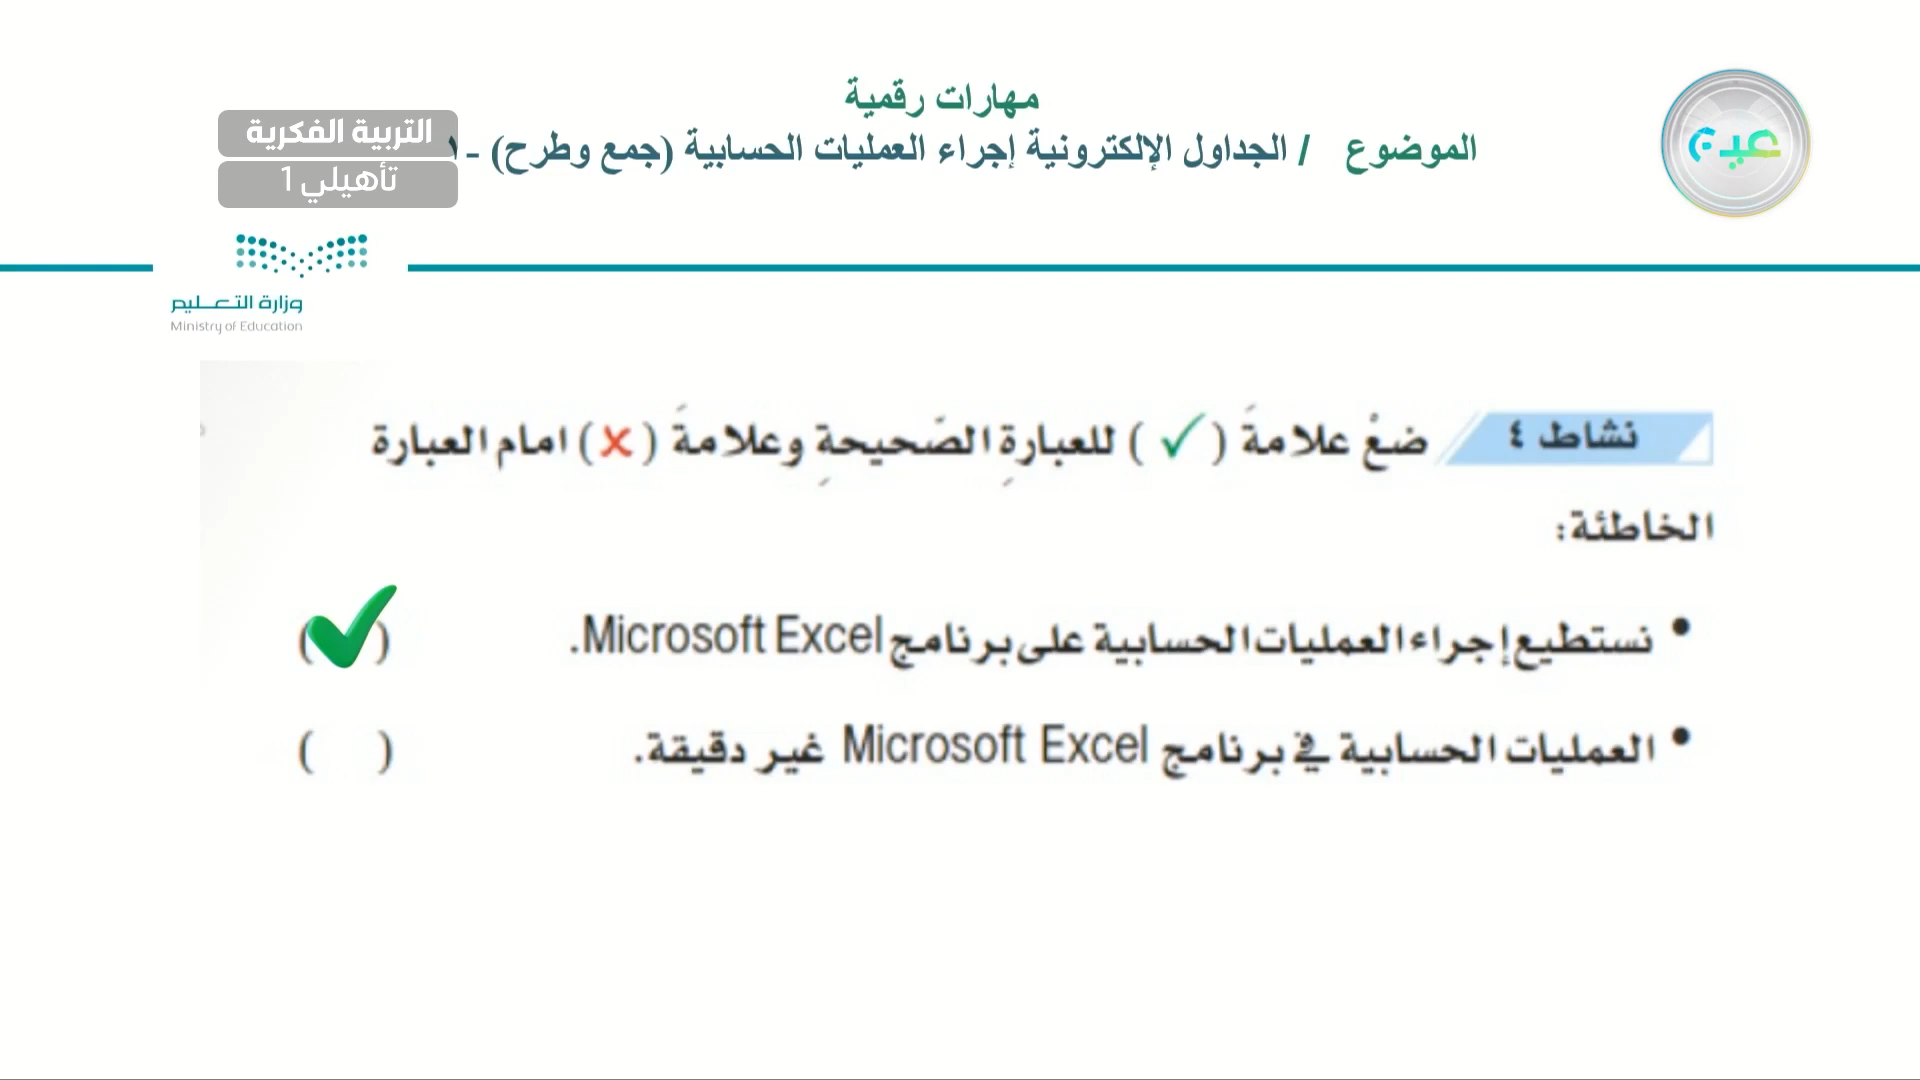 مهارات رقمية
الموضوع / الجداول الإلكترونية إجراء العمليات الحسابية (جمع وطرح) - ١
التربية الفكرية
تأهيلي 1
عين
وزارة التعليم
Ministry of Education
نشاط ٤ ضعْ علامةَ ( ✓ ) للعبارةِ الصَحيحةِ وعلامةَ ( ✗ ) امام العبارة
الخاطئة:
• نستطيع إجراء العمليات الحسابية على برنامج Microsoft Excel. (✓)
• العمليات الحسابية في برنامج Microsoft Excel غير دقيقة. ( )